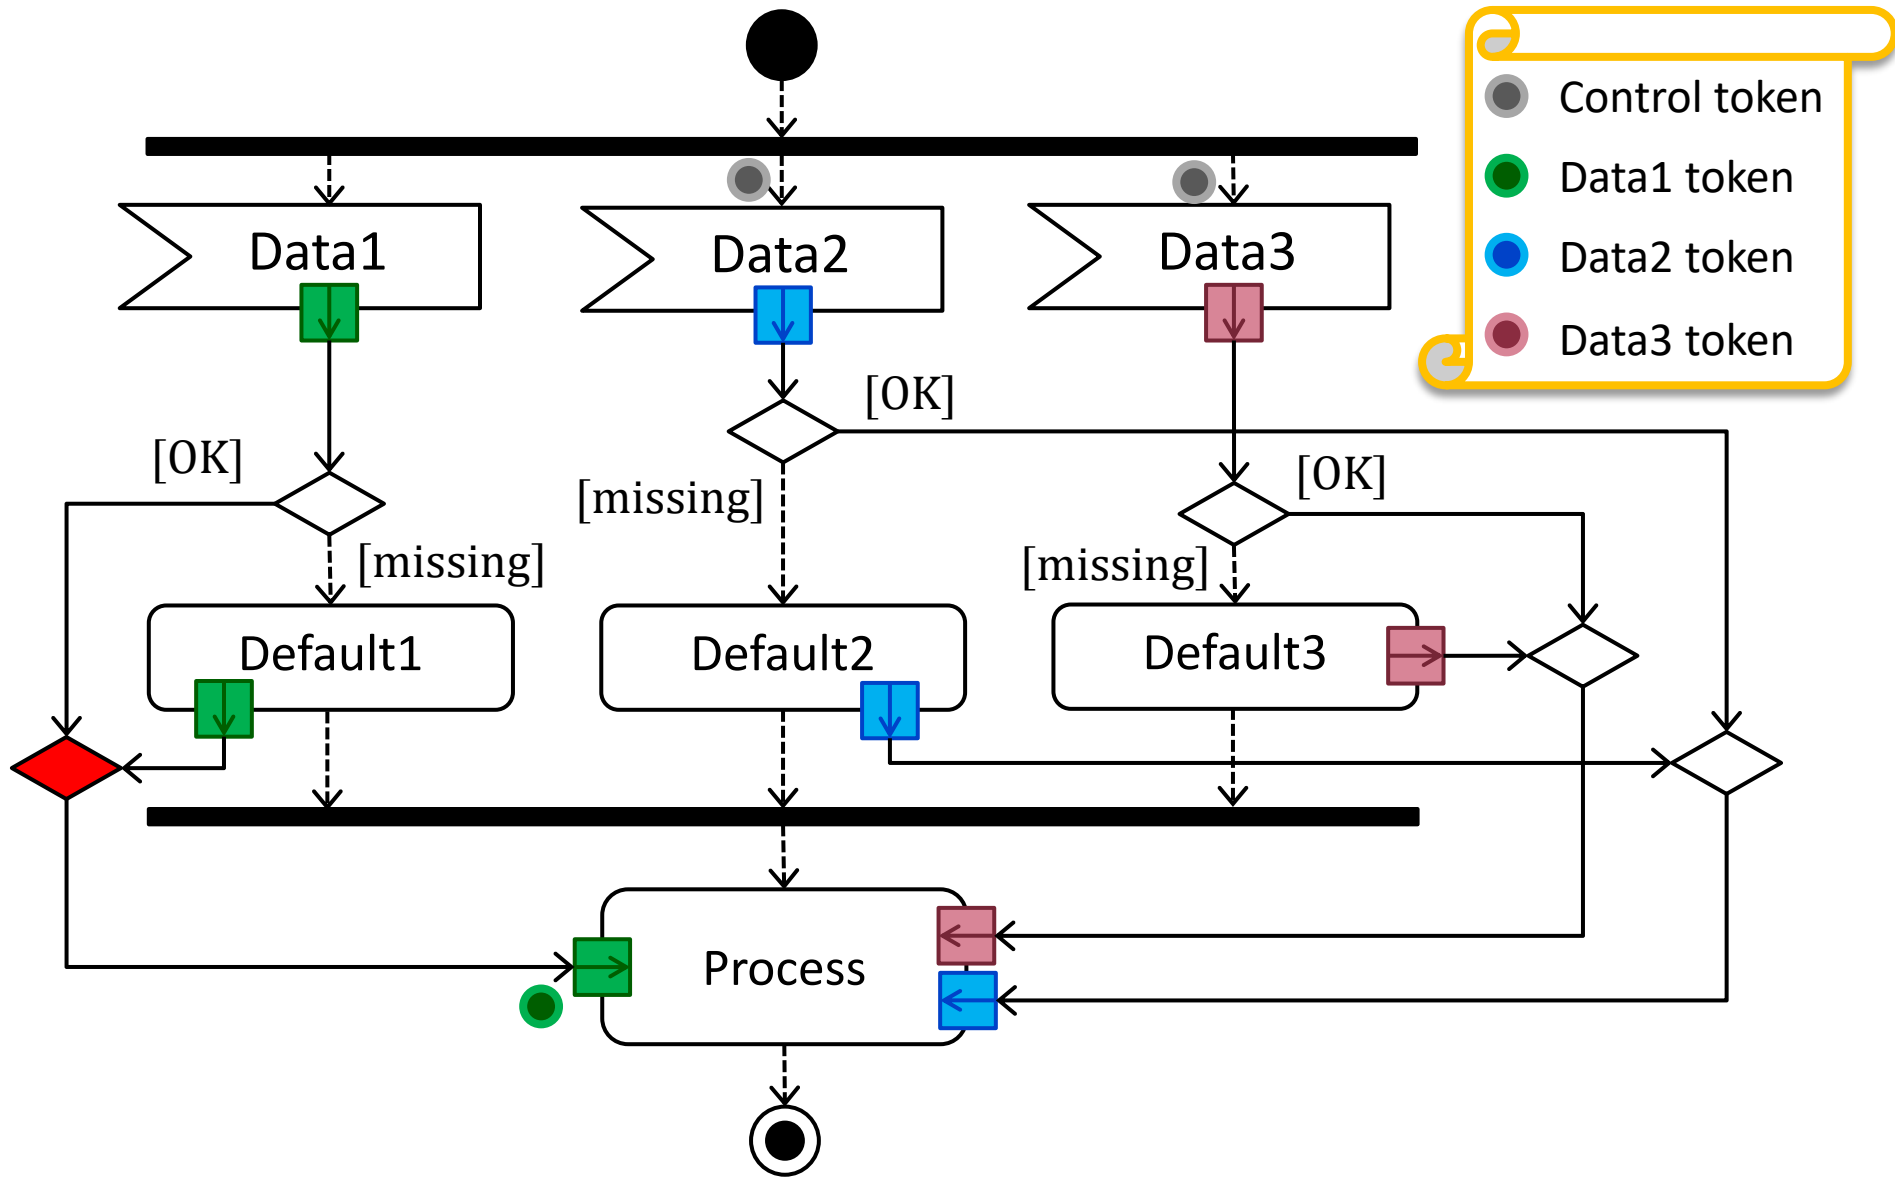 Control token
Data1 token
Data2 token
Data3 token
Data1
Data2
Data3
[OK]
[OK]
[OK]
[missing]
[missing]
[missing]
Default1
Default2
Default3
Process